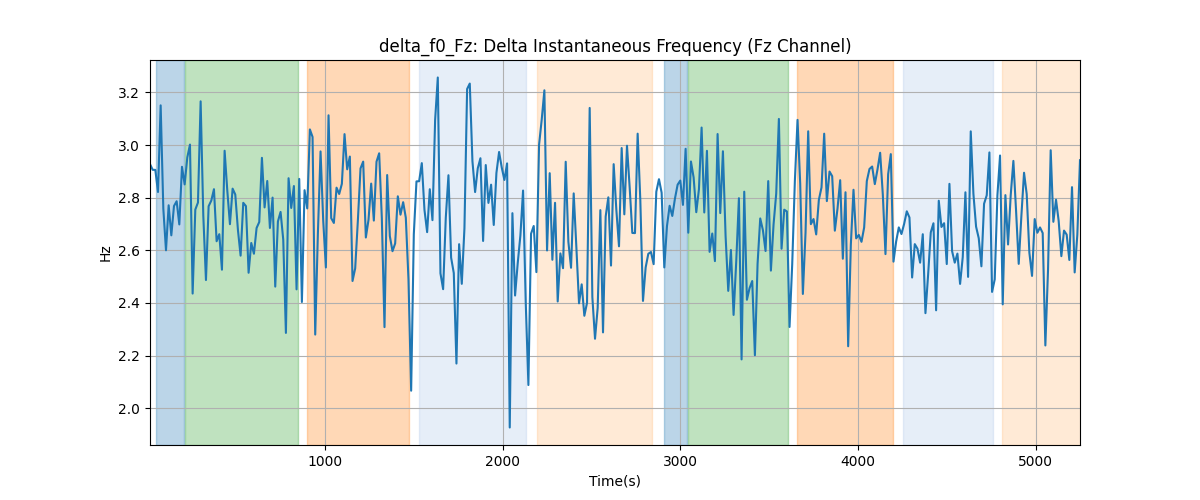 delta_f0_Fz: Delta Instantaneous Frequency (Fz Channel)
3.2
3.0
2.8
2.6
2.4
2.2
2.0
Hz
1000 2000 3000 4000 5000
Time(s)